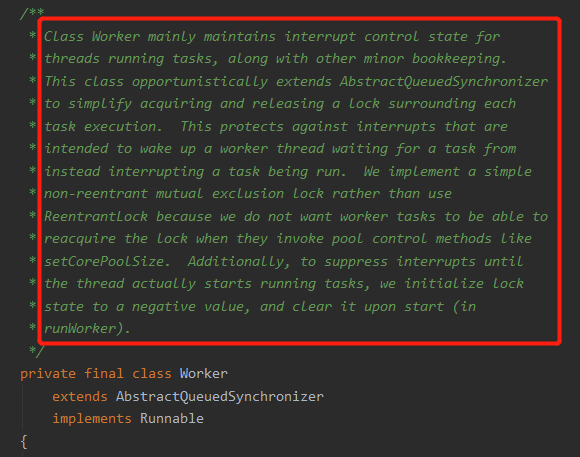 /**
* Class Worker mainly maintains interrupt control state for
* threads running tasks, along with other minor bookkeeping.
* This class opportunistically extends AbstractQueuedSynchronizer
* to simplify acquiring and releasing a lock surrounding each
* task execution.  This protects against interrupts that are
* intended to wake up a worker thread waiting for a task from
* instead interrupting a task being run.  We implement a simple
* non-reentrant mutual exclusion lock rather than use
* ReentrantLock because we do not want worker tasks to be able to
* reacquire the lock when they invoke pool control methods like
* setCorePoolSize.  Additionally, to suppress interrupts until
* the thread actually starts running tasks, we initialize lock
* state to a negative value, and clear it upon start (in
* runWorker).
*/
private final class Worker
extends AbstractQueuedSynchronizer
implements Runnable
{